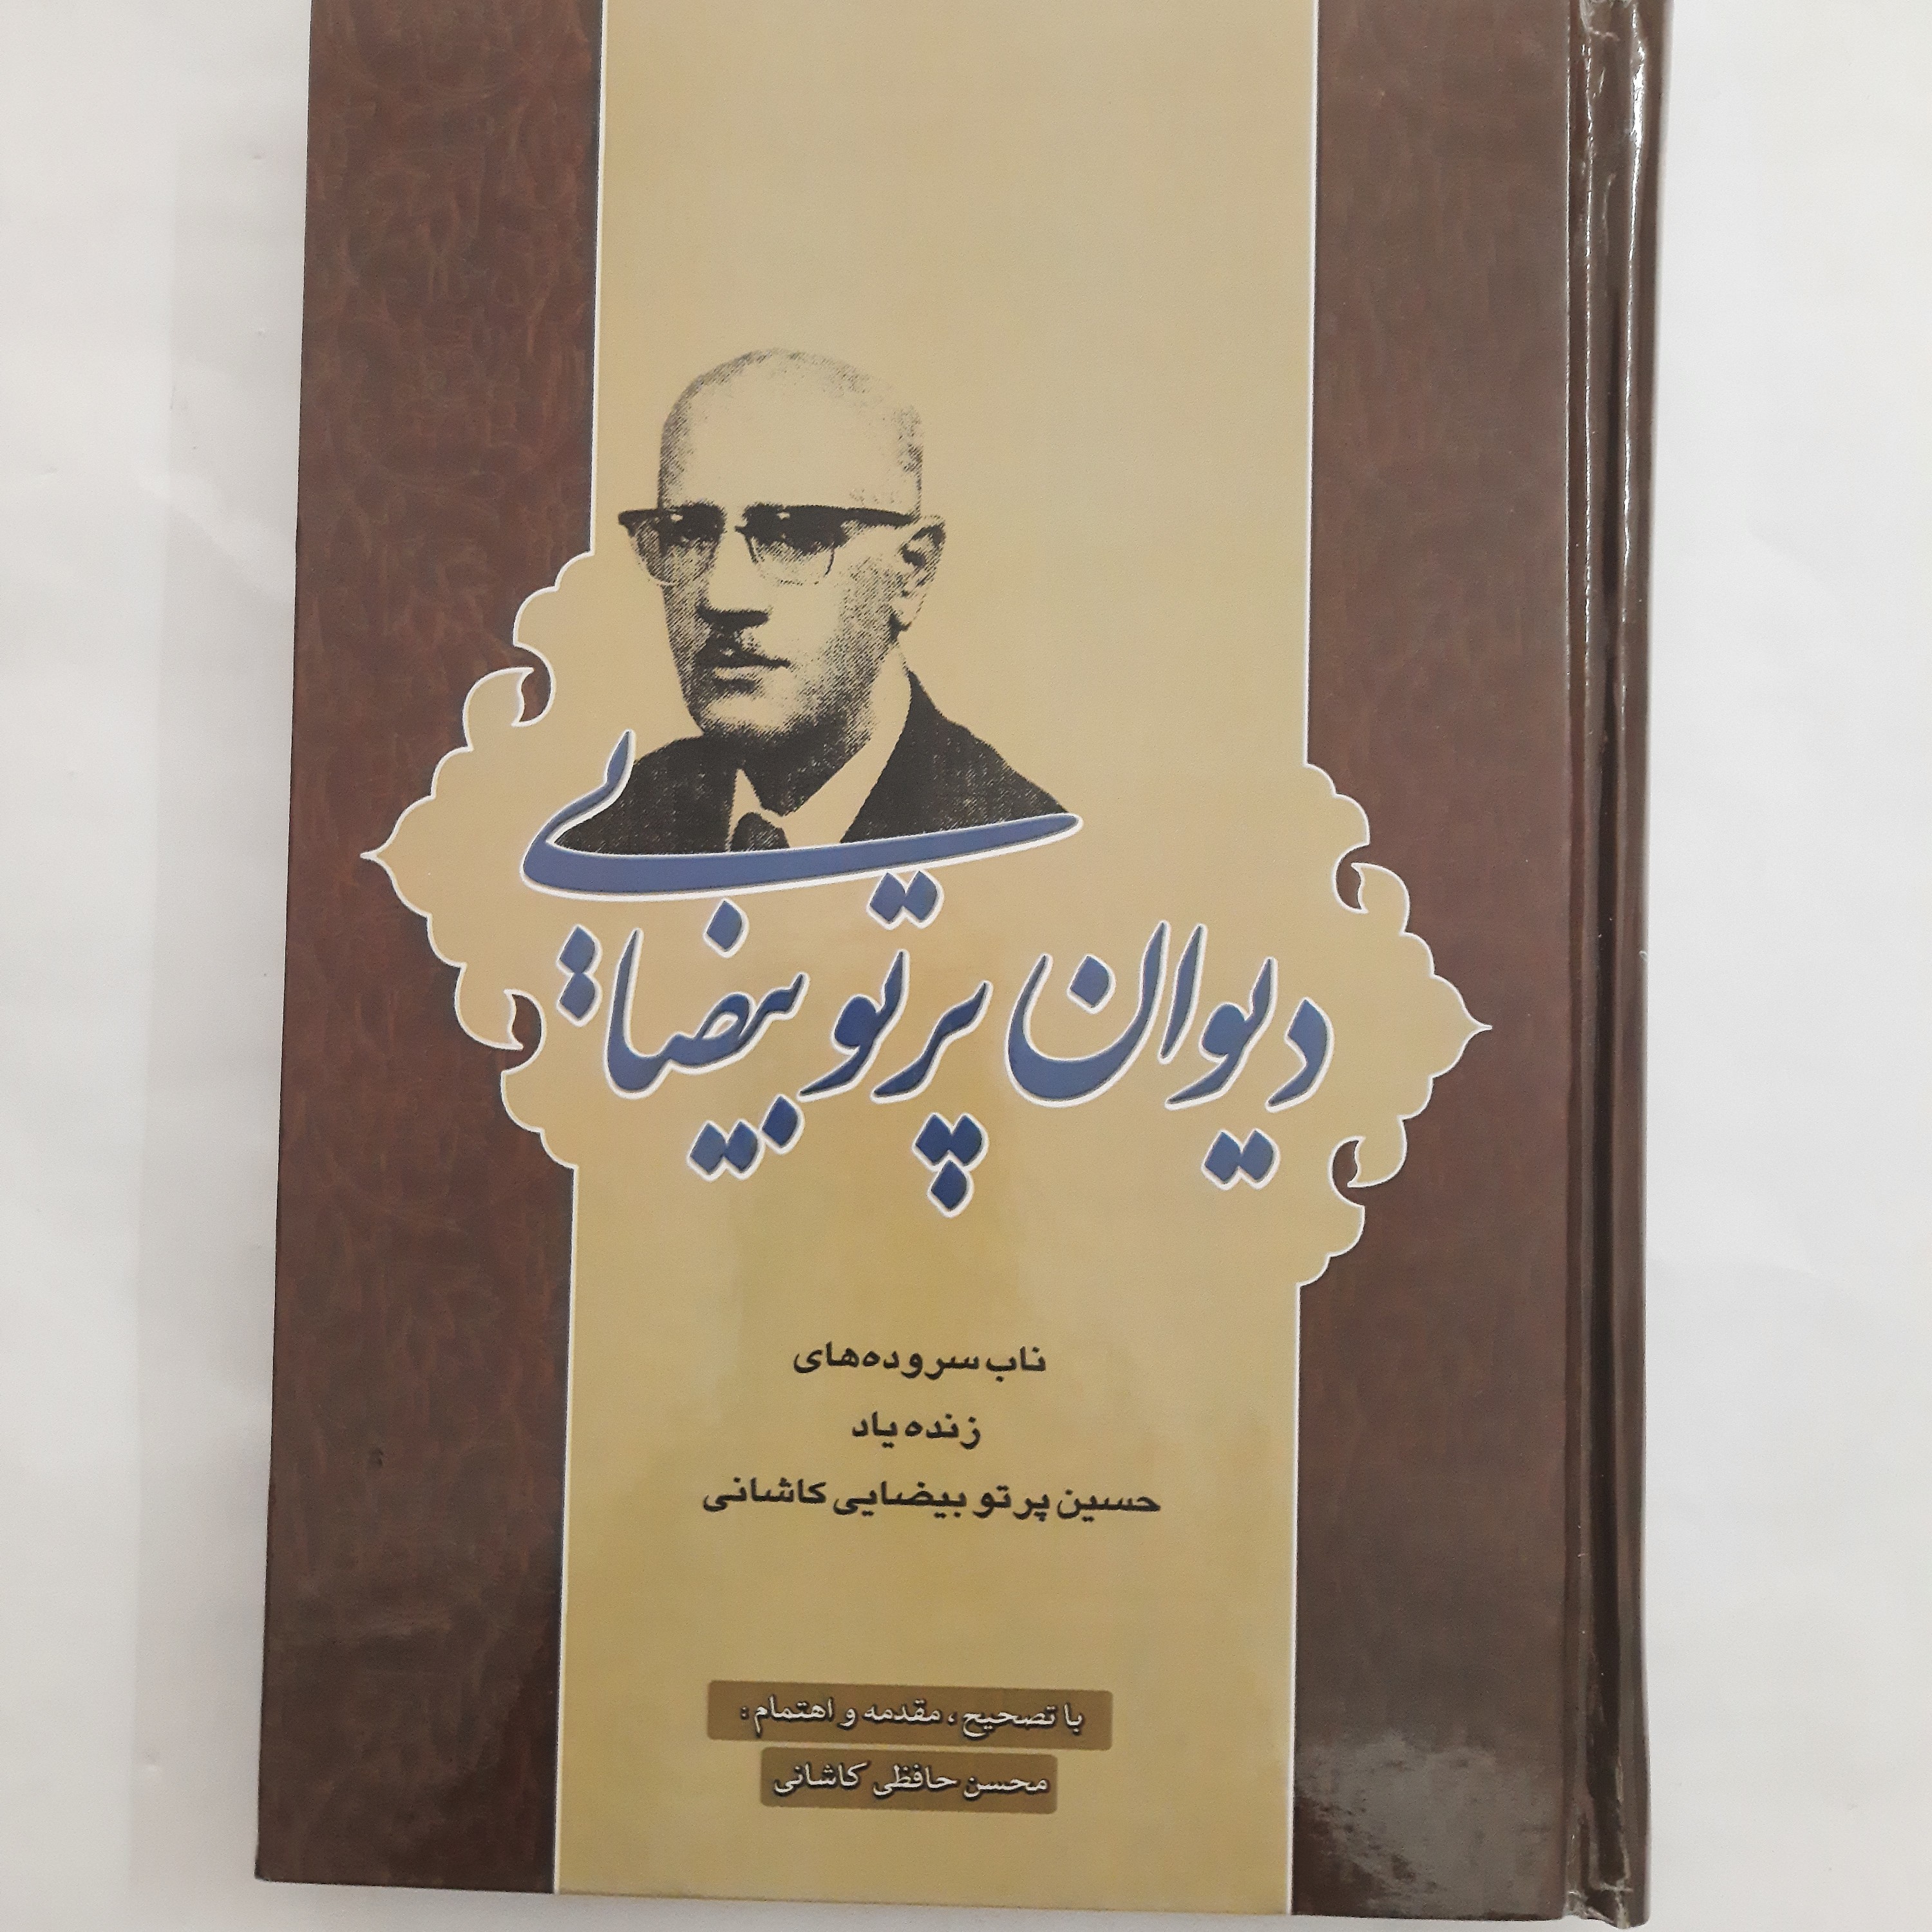 دیوان پرتو بیضایی
ناب سروده‌های
زنده یاد
حسین پرتو بیضایی کاشانی
با تصحیح ، مقدمه و اهتمام :
محسن حافظی کاشانی